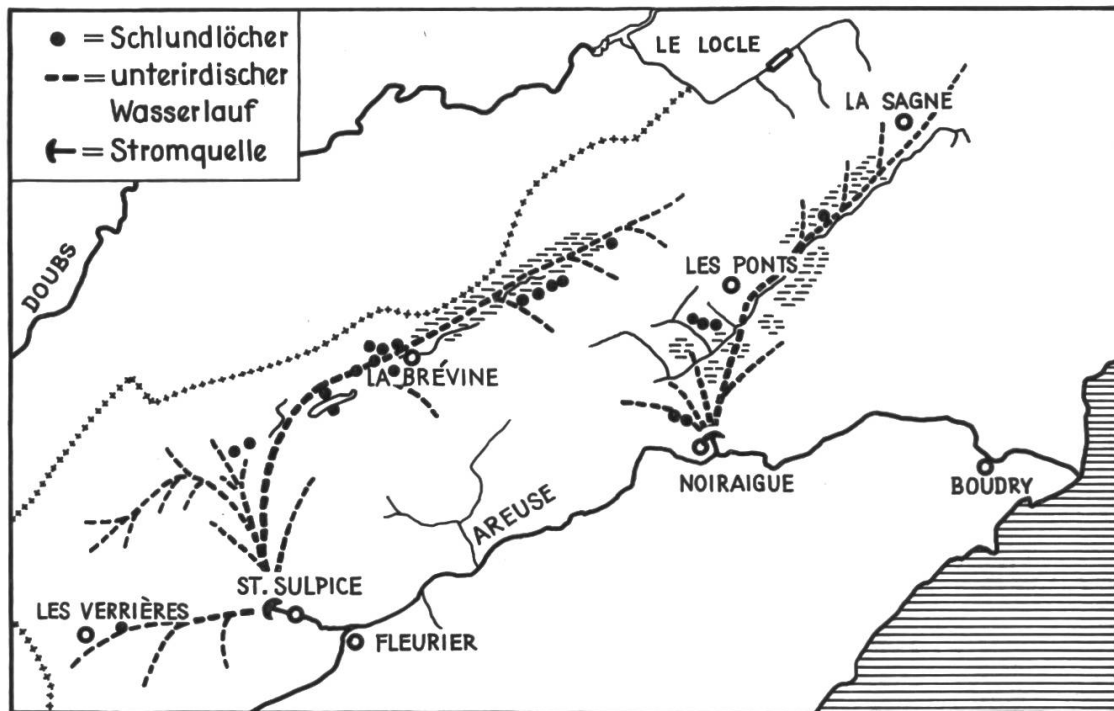 ● = Schlundlöcher
--- = unterirdischer
Wasserlauf
= Stromquelle
LE LOCLE
LA SAGNE
DOUBS
LES PONTS
LA BRÉVINE
NOIRAIGUE
BOUDRY
AREUSE
ST. SULPICE
LES VERRIÈRES
FLEURIER